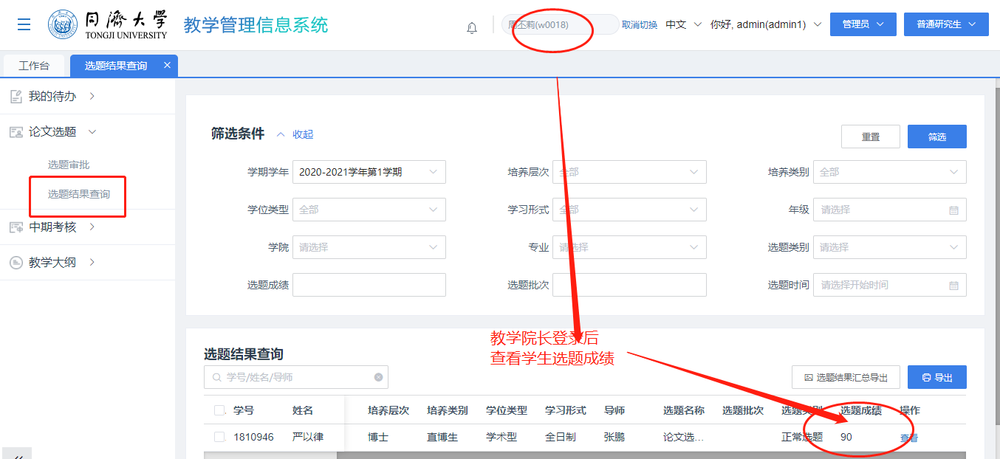 同濟大学
TONGJI UNIVERSITY
教学管理信息系统
周丕莉(w0018)
取消切换
中文
你好, admin(admin1)
管理员
普通研究生
工作台
选题结果查询
我的待办
论文选题
选题审批
选题结果查询
中期考核
教学大纲
筛选条件
收起
重置
筛选
学期学年 2020-2021学年第1学期
培养层次 全部
培养类别 全部
学位类型 全部
学习形式 全部
年级 请选择
学院 请选择
专业 请选择
选题类别 请选择
选题成绩
选题批次
选题时间 请选择开始时间
教学院长登录后
查看学生选题成绩
选题结果查询
学号/姓名/导师
选题结果汇总导出
导出
学号 姓名 培养层次 培养类别 学位类型 学习形式 导师 选题名称 选题批次 选题类别 选题成绩 操作
1810946 严以律 博士 直博生 学术型 全日制 张鹏 论文选... 正常选题 90 查看